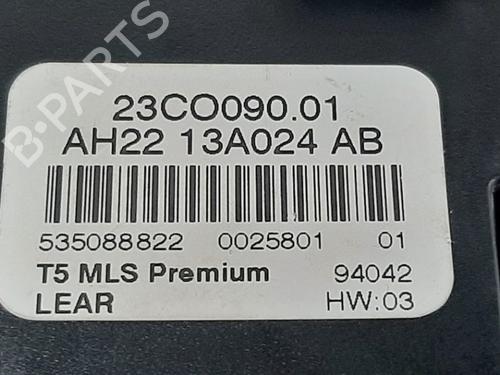 23CO090.01
AH22 13A024 AB
535088822 0025801 01
T5 MLS Premium 94042
LEAR HW:03
B-PARTS